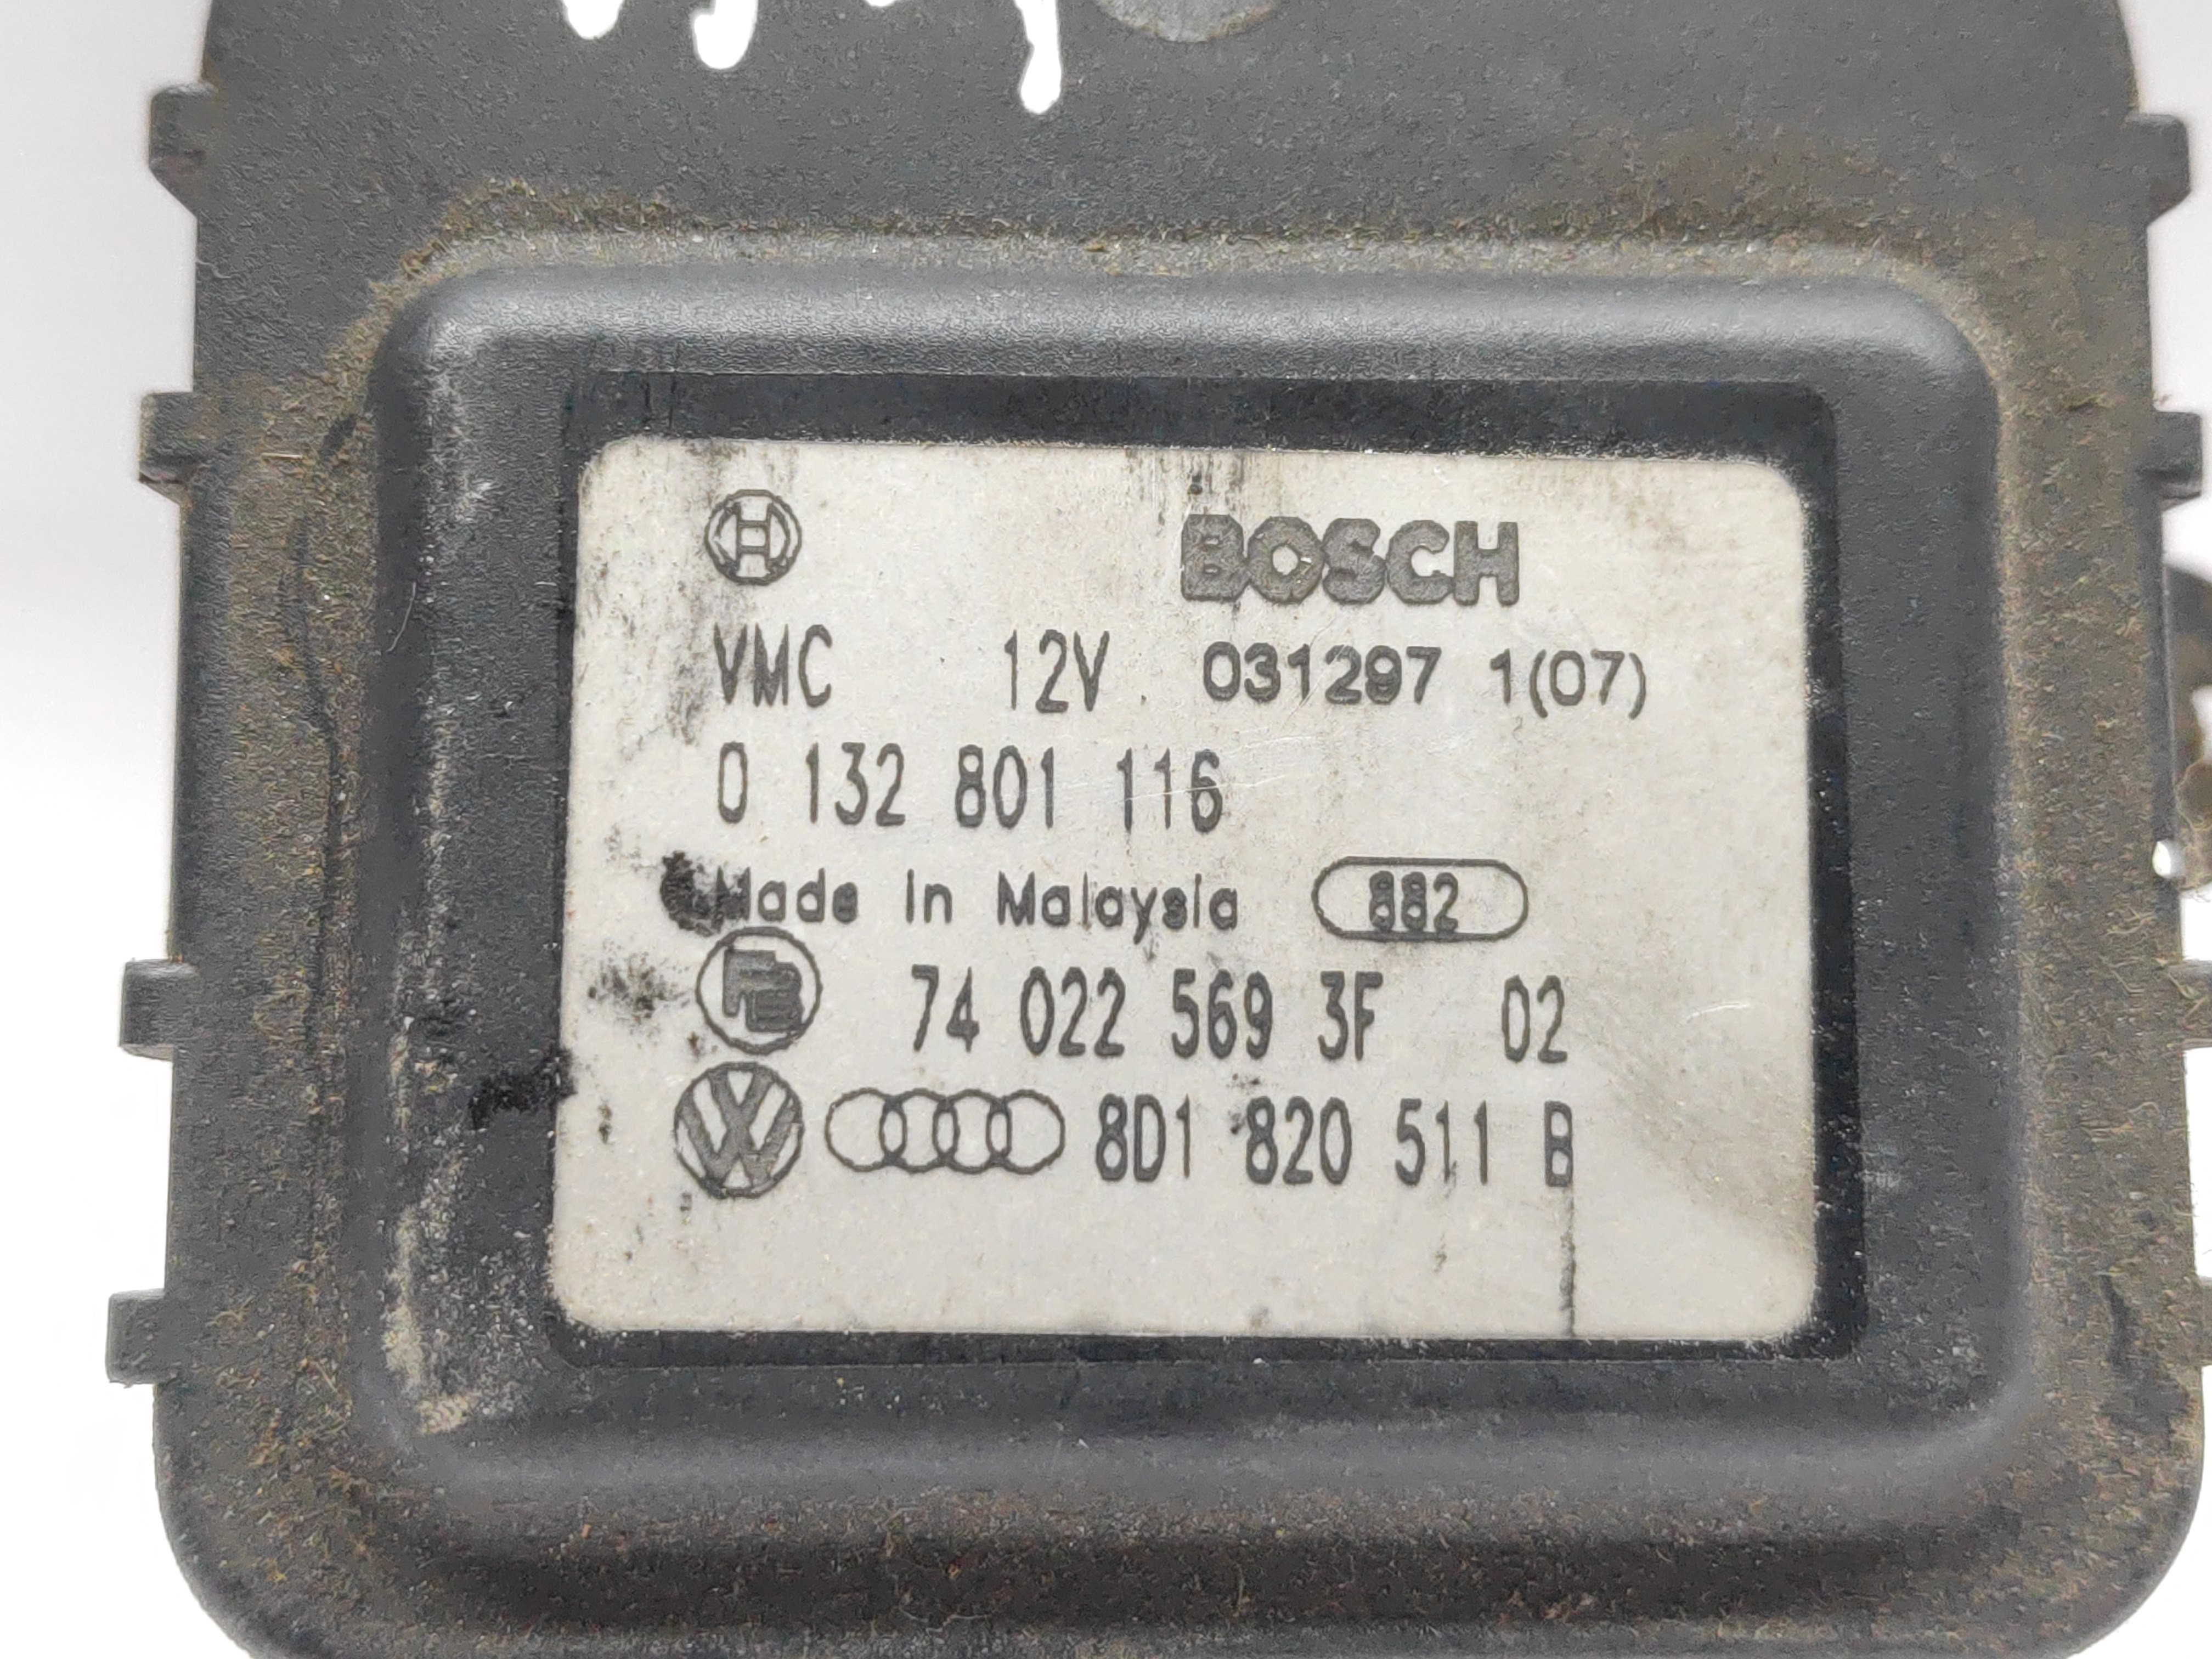 BOSCH
VMC 12V 031297 1(07)
0 132 801 116
Made in Malaysia 882
74 022 569 3F 02
8D1 820 511 B